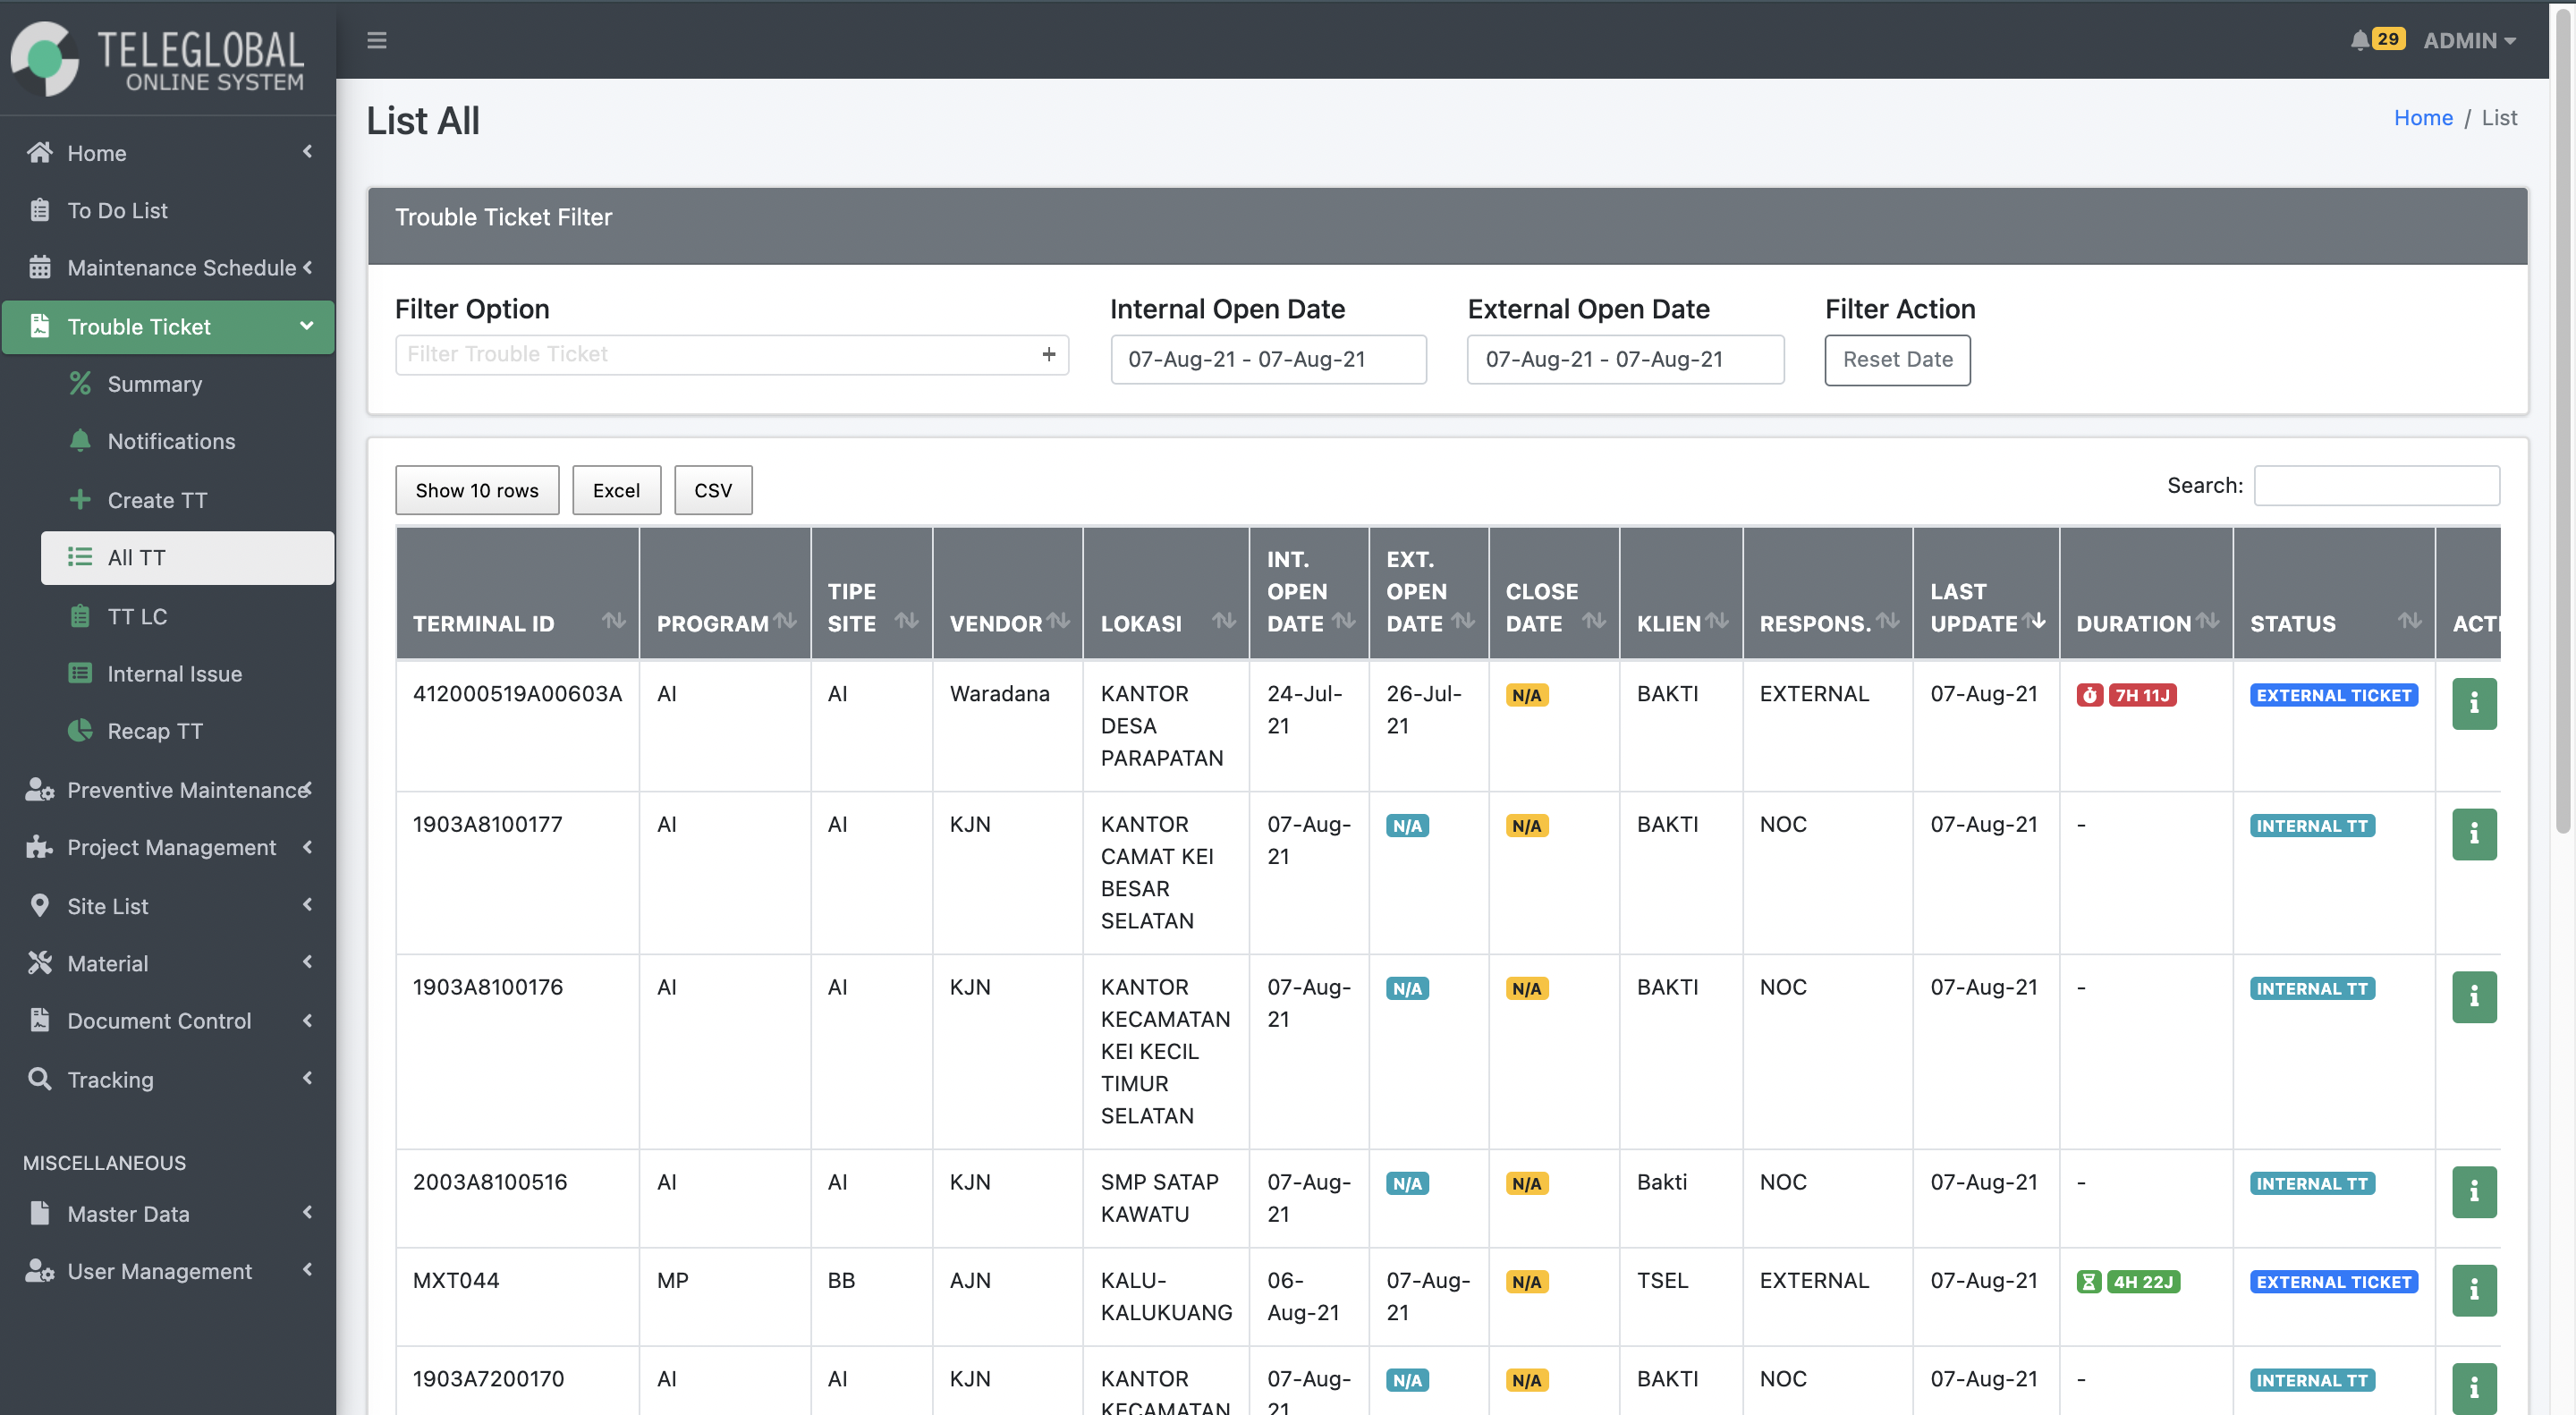 TELEGLOBAL
ONLINE SYSTEM
29
ADMIN
Home
To Do List
Maintenance Schedule
Trouble Ticket
Summary
Notifications
Create TT
All TT
TT LC
Internal Issue
Recap TT
Preventive Maintenance
Project Management
Site List
Material
Document Control
Tracking
MISCELLANEOUS
Master Data
User Management
List All
Home / List
Trouble Ticket Filter
Filter Option
Filter Trouble Ticket +
Internal Open Date
07-Aug-21 - 07-Aug-21
External Open Date
07-Aug-21 - 07-Aug-21
Filter Action
Reset Date
Show 10 rows Excel CSV
Search:
TERMINAL ID
PROGRAM
TIPE
SITE
VENDOR
LOKASI
INT.
OPEN
DATE
EXT.
OPEN
DATE
CLOSE
DATE
KLIEN
RESPONS.
LAST
UPDATE
DURATION
STATUS
ACTI
412000519A00603A
AI
AI
Waradana
KANTOR
DESA
PARAPATAN
24-Jul-
21
26-Jul-
21
N/A
BAKTI
EXTERNAL
07-Aug-21
7H 11J
EXTERNAL TICKET
1903A8100177
AI
AI
KJN
KANTOR
CAMAT KEI
BESAR
SELATAN
07-Aug-
21
N/A
N/A
BAKTI
NOC
07-Aug-21
-
INTERNAL TT
1903A8100176
AI
AI
KJN
KANTOR
KECAMATAN
KEI KECIL
TIMUR
SELATAN
07-Aug-
21
N/A
N/A
BAKTI
NOC
07-Aug-21
-
INTERNAL TT
2003A8100516
AI
AI
KJN
SMP SATAP
KAWATU
07-Aug-
21
N/A
N/A
Bakti
NOC
07-Aug-21
-
INTERNAL TT
MXT044
MP
BB
AJN
KALU-
KALUKUANG
06-
Aug-21
07-Aug-
21
N/A
TSEL
EXTERNAL
07-Aug-21
4H 22J
EXTERNAL TICKET
1903A7200170
AI
AI
KJN
KANTOR
KECAMATAN
07-Aug-
21
N/A
N/A
BAKTI
NOC
07-Aug-21
-
INTERNAL TT